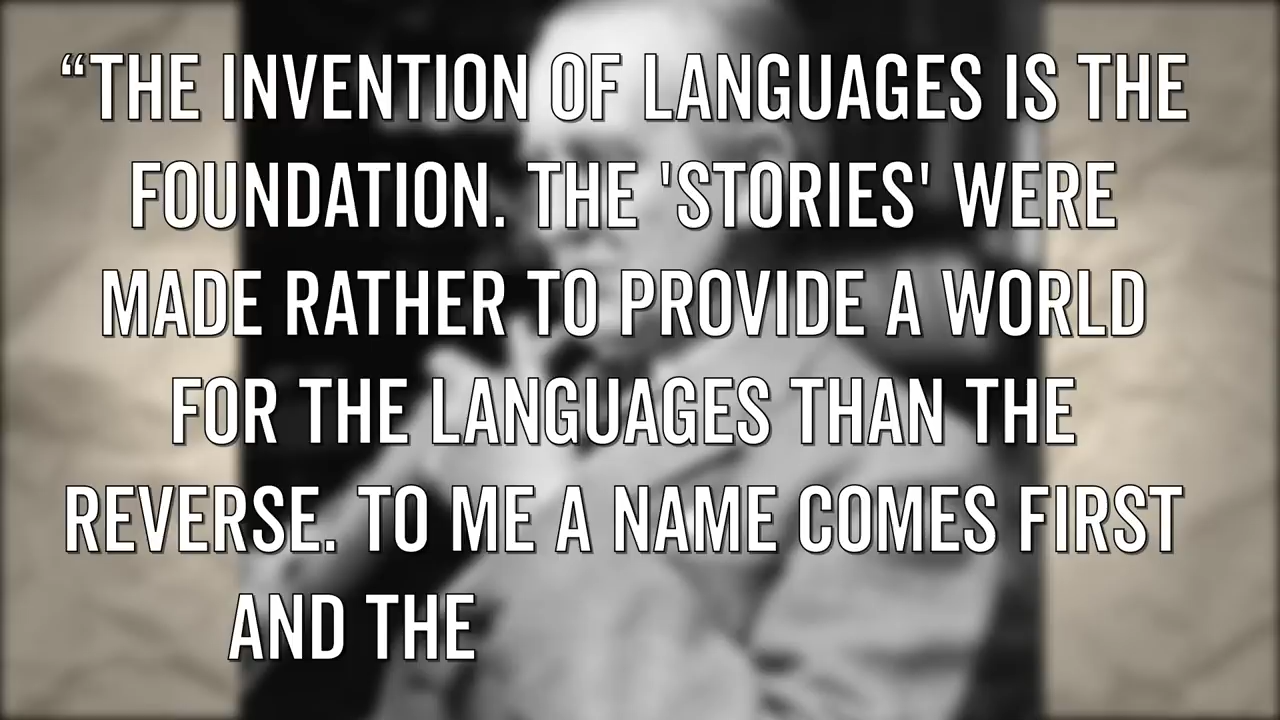 “THE INVENTION OF LANGUAGES IS THE
FOUNDATION. THE 'STORIES' WERE
MADE RATHER TO PROVIDE A WORLD
FOR THE LANGUAGES THAN THE
REVERSE. TO ME A NAME COMES FIRST
AND THE